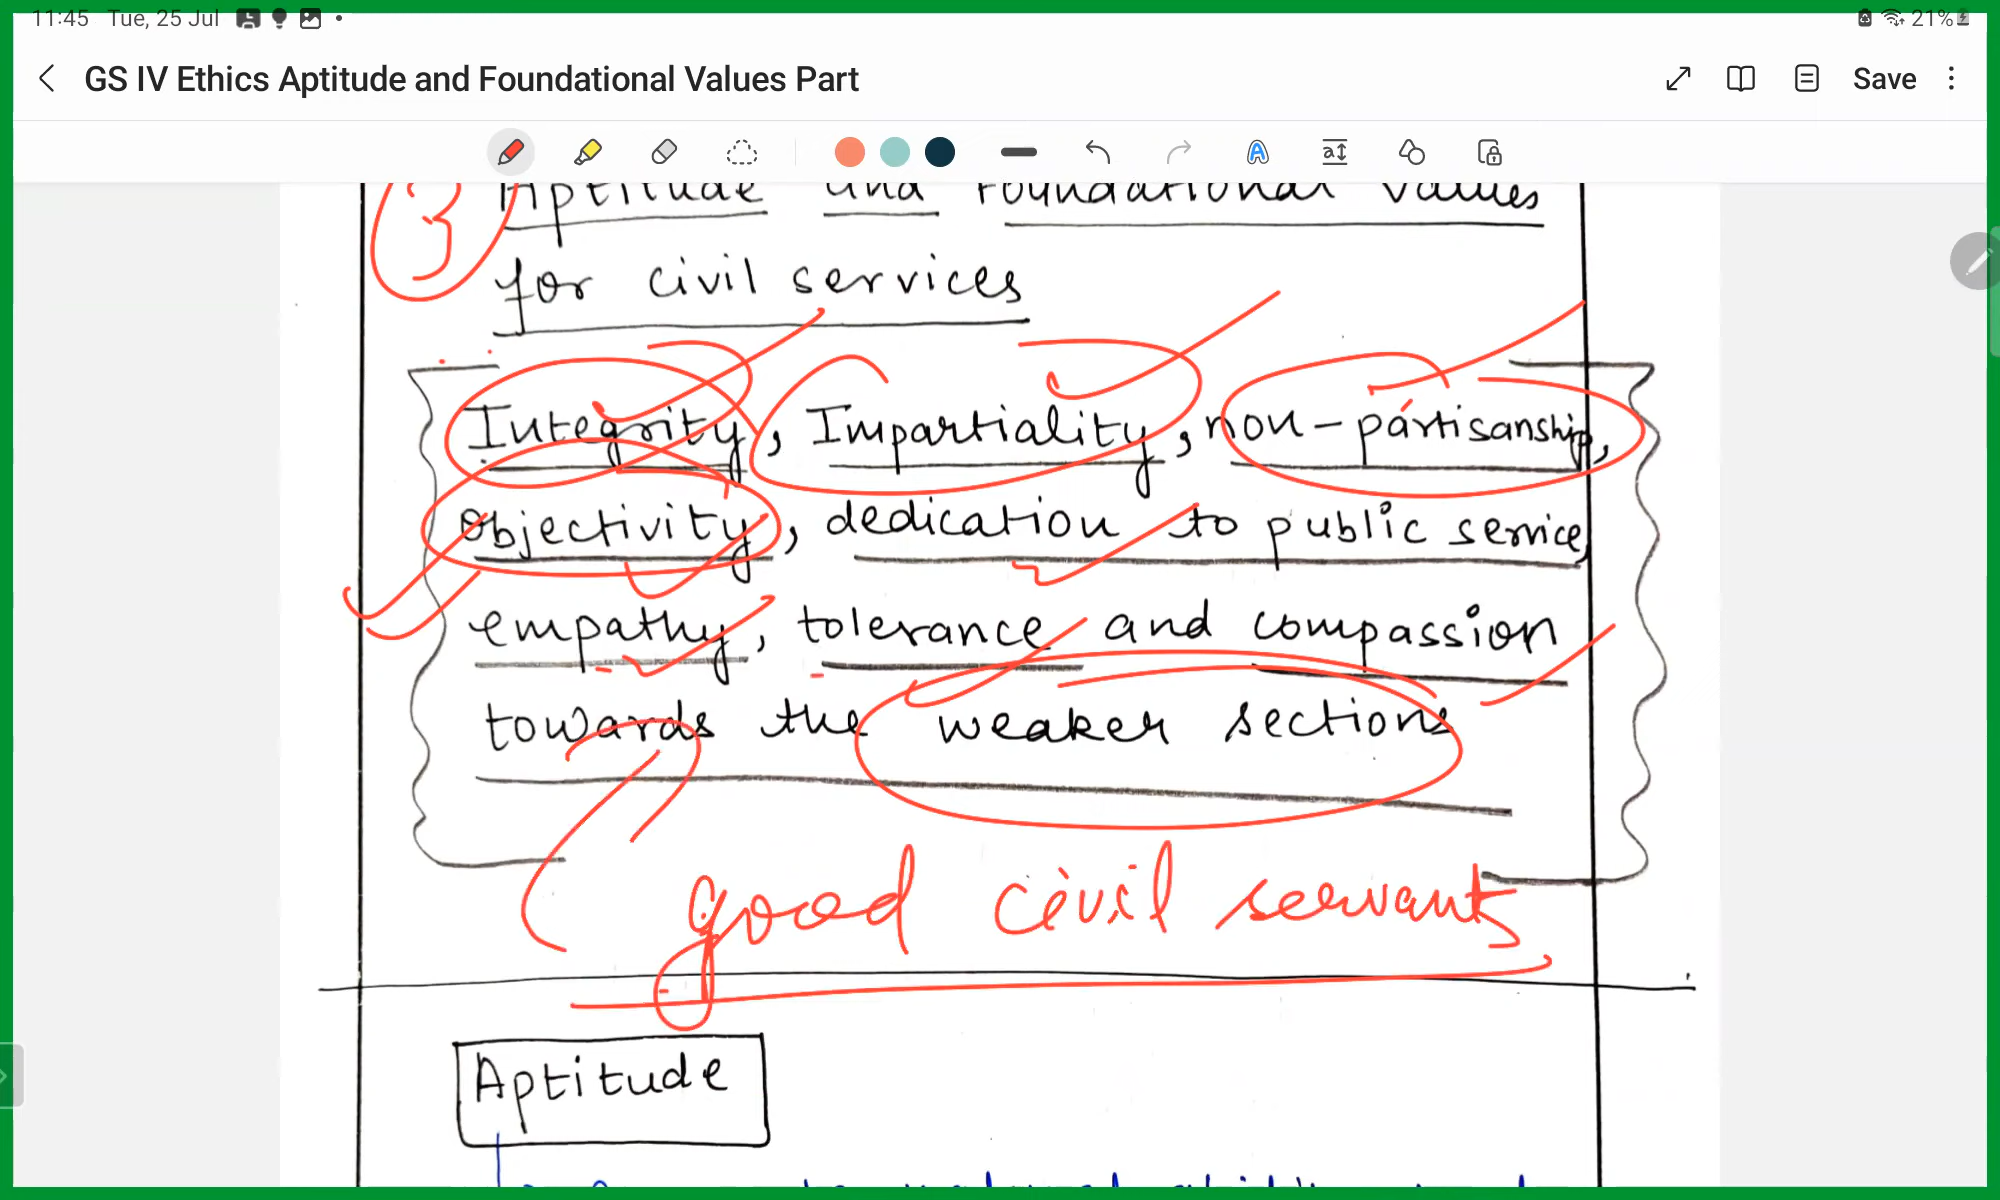 11:45 Tue, 25 Jul
21%
GS IV Ethics Aptitude and Foundational Values Part
Save
3
Aptitude and Foundational Values
for civil services
Integrity, Impartiality, non-partisanship,
objectivity, dedication to public service,
empathy, tolerance and compassion
towards the weaker sections
good civil servant
Aptitude